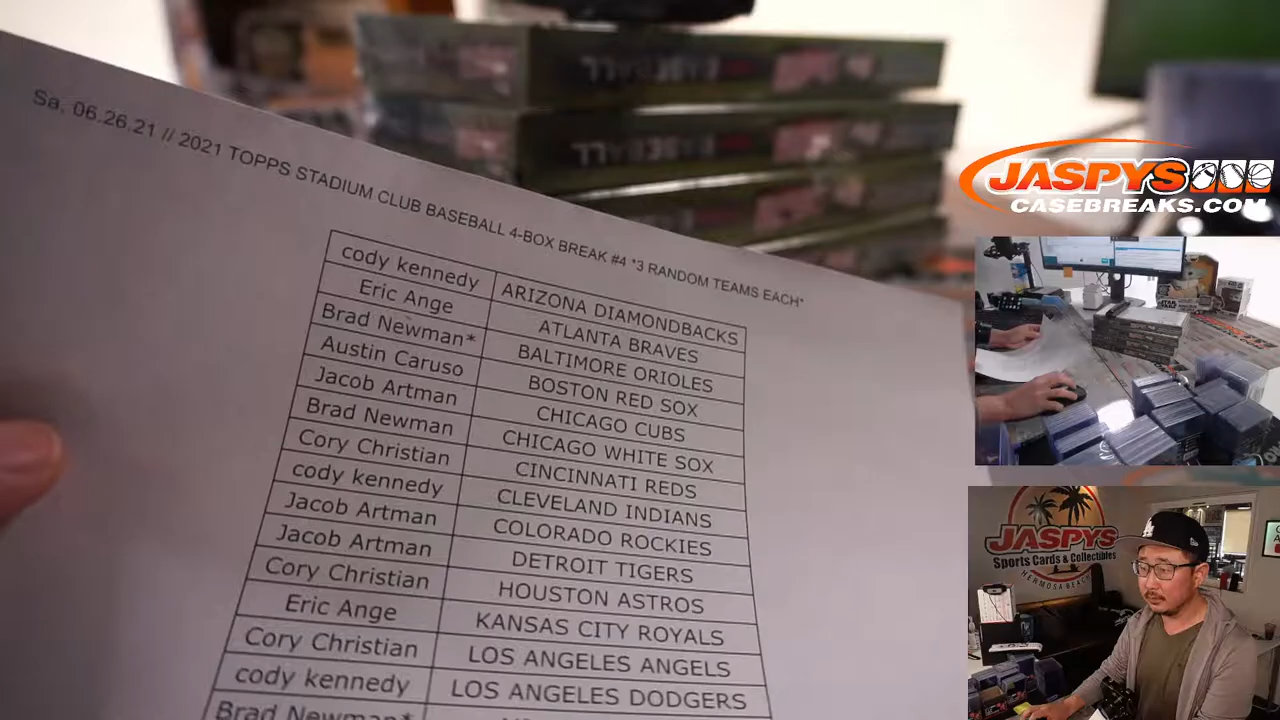 Sa. 06.26.21 // 2021 TOPPS STADIUM CLUB BASEBALL 4-BOX BREAK #4 *3 RANDOM TEAMS EACH*
cody kennedy ARIZONA DIAMONDBACKS
Eric Ange ATLANTA BRAVES
Brad Newman* BALTIMORE ORIOLES
Austin Caruso BOSTON RED SOX
Jacob Artman CHICAGO CUBS
Brad Newman CHICAGO WHITE SOX
Cory Christian CINCINNATI REDS
cody kennedy CLEVELAND INDIANS
Jacob Artman COLORADO ROCKIES
Jacob Artman DETROIT TIGERS
Cory Christian HOUSTON ASTROS
Eric Ange KANSAS CITY ROYALS
Cory Christian LOS ANGELES ANGELS
cody kennedy LOS ANGELES DODGERS
Brad Newman*
JASPYS
CASEBREAKS.COM
JASPYS
Sports Cards & Collectibles
HERMOSA BEACH